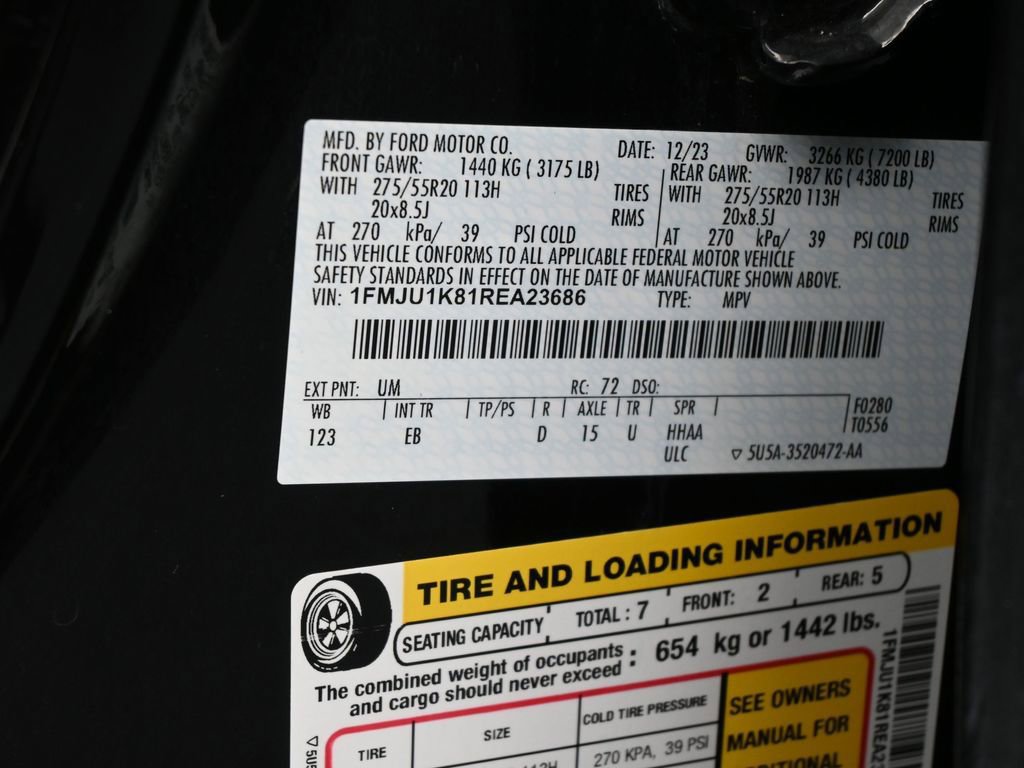 MFD. BY FORD MOTOR CO. DATE: 12/23 GVWR: 3266 KG ( 7200 LB)
FRONT GAWR: 1440 KG ( 3175 LB) REAR GAWR: 1987 KG ( 4380 LB)
WITH 275/55R20 113H TIRES WITH 275/55R20 113H TIRES
20x8.5J RIMS 20x8.5J RIMS
AT 270 kPa/ 39 PSI COLD AT 270 kPa/ 39 PSI COLD
THIS VEHICLE CONFORMS TO ALL APPLICABLE FEDERAL MOTOR VEHICLE
SAFETY STANDARDS IN EFFECT ON THE DATE OF MANUFACTURE SHOWN ABOVE.
VIN: 1FMJU1K81REA23686 TYPE: MPV
EXT PNT: UM RC: 72 DSO:
WB INT TR TP/PS R AXLE TR SPR F0280
123 EB D 15 U HHAA T0556
ULC ▽ 5U5A-3520472-AA
TIRE AND LOADING INFORMATION
SEATING CAPACITY TOTAL : 7 FRONT: 2 REAR: 5
The combined weight of occupants
and cargo should never exceed : 654 kg or 1442 lbs.
TIRE SIZE COLD TIRE PRESSURE SEE OWNERS
MANUAL FOR
270 KPA, 39 PSI